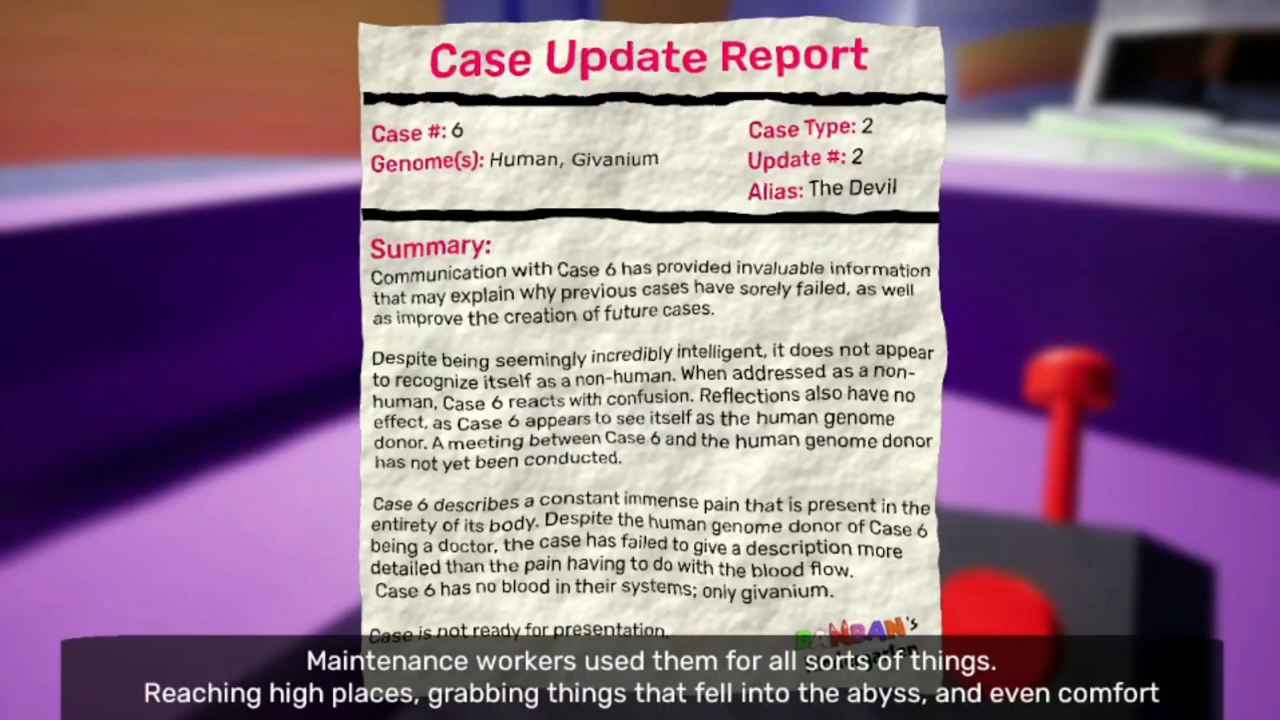 Case Update Report
Case #: 6
Case Type: 2
Genome(s): Human, Givanium
Update #: 2
Alias: The Devil
Summary:
Communication with Case 6 has provided invaluable information
that may explain why previous cases have sorely failed, as well
as improve the creation of future cases.
Despite being seemingly incredibly intelligent, it does not appear
to recognize itself as a non-human. When addressed as a non-
human, Case 6 reacts with confusion. Reflections also have no
effect, as Case 6 appears to see itself as the human genome
donor. A meeting between Case 6 and the human genome donor
has not yet been conducted.
Case 6 describes a constant immense pain that is present in the
entirety of its body. Despite the human genome donor of Case 6
being a doctor, the case has failed to give a description more
detailed than the pain having to do with the blood flow.
Case 6 has no blood in their systems; only givanium.
Case is not ready for presentation.
BANBAN's
Maintenance workers used them for all sorts of things.
Reaching high places, grabbing things that fell into the abyss, and even comfort